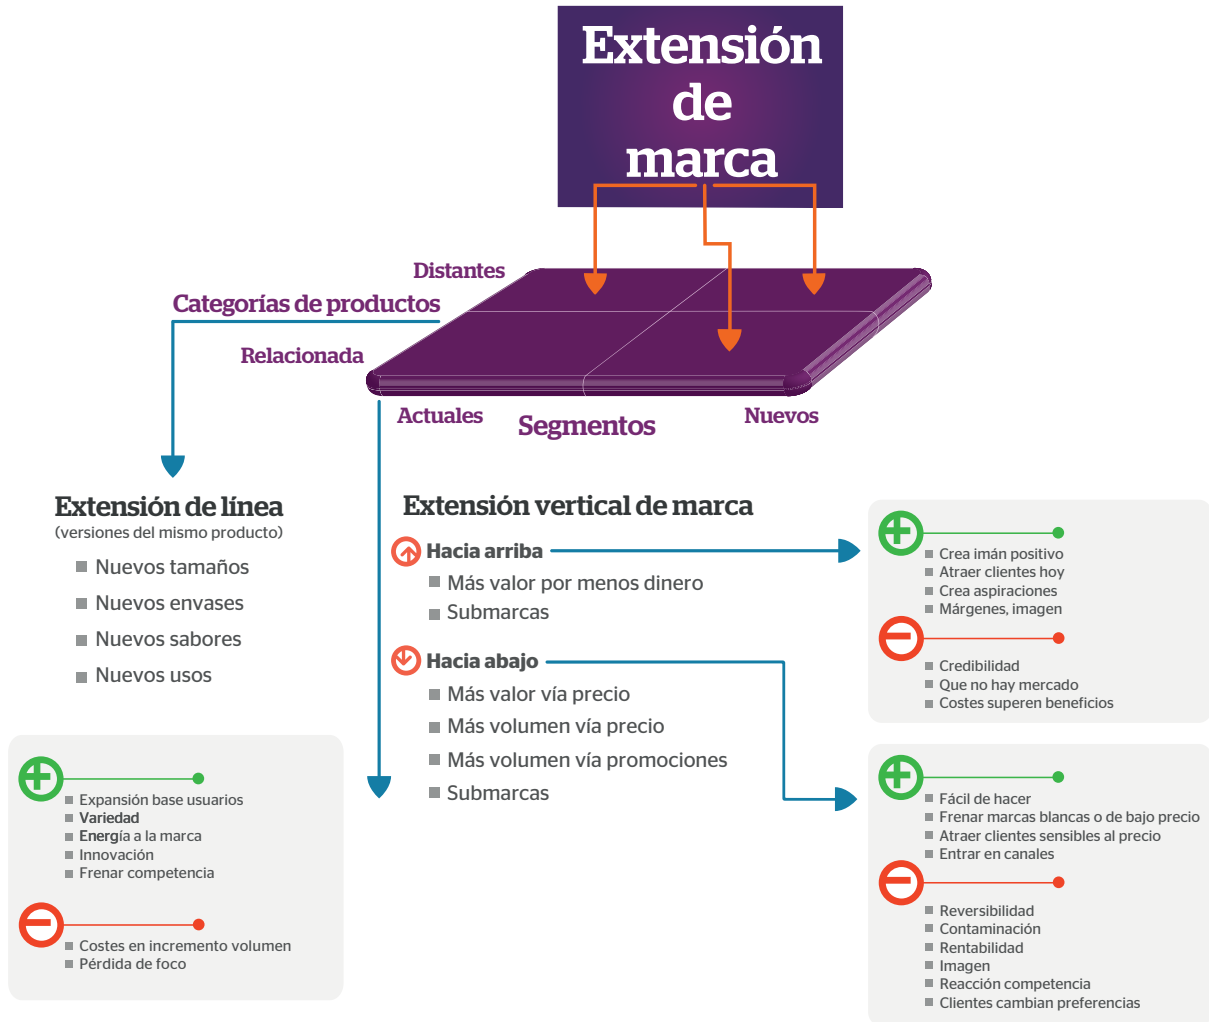 Extensión
de
marca
Distantes
Categorías de productos
Relacionada
Actuales
Segmentos
Nuevos
Extensión de línea
(versiones del mismo producto)
Nuevos tamaños
Nuevos envases
Nuevos sabores
Nuevos usos
Expansión base usuarios
Variedad
Energía a la marca
Innovación
Frenar competencia
Costes en incremento volumen
Pérdida de foco
Extensión vertical de marca
Hacia arriba
Más valor por menos dinero
Submarcas
Hacia abajo
Más valor vía precio
Más volumen vía precio
Más volumen vía promociones
Submarcas
Crea imán positivo
Atraer clientes hoy
Crea aspiraciones
Márgenes, imagen
Credibilidad
Que no hay mercado
Costes superen beneficios
Fácil de hacer
Frenar marcas blancas o de bajo precio
Atraer clientes sensibles al precio
Entrar en canales
Reversibilidad
Contaminación
Rentabilidad
Imagen
Reacción competencia
Clientes cambian preferencias